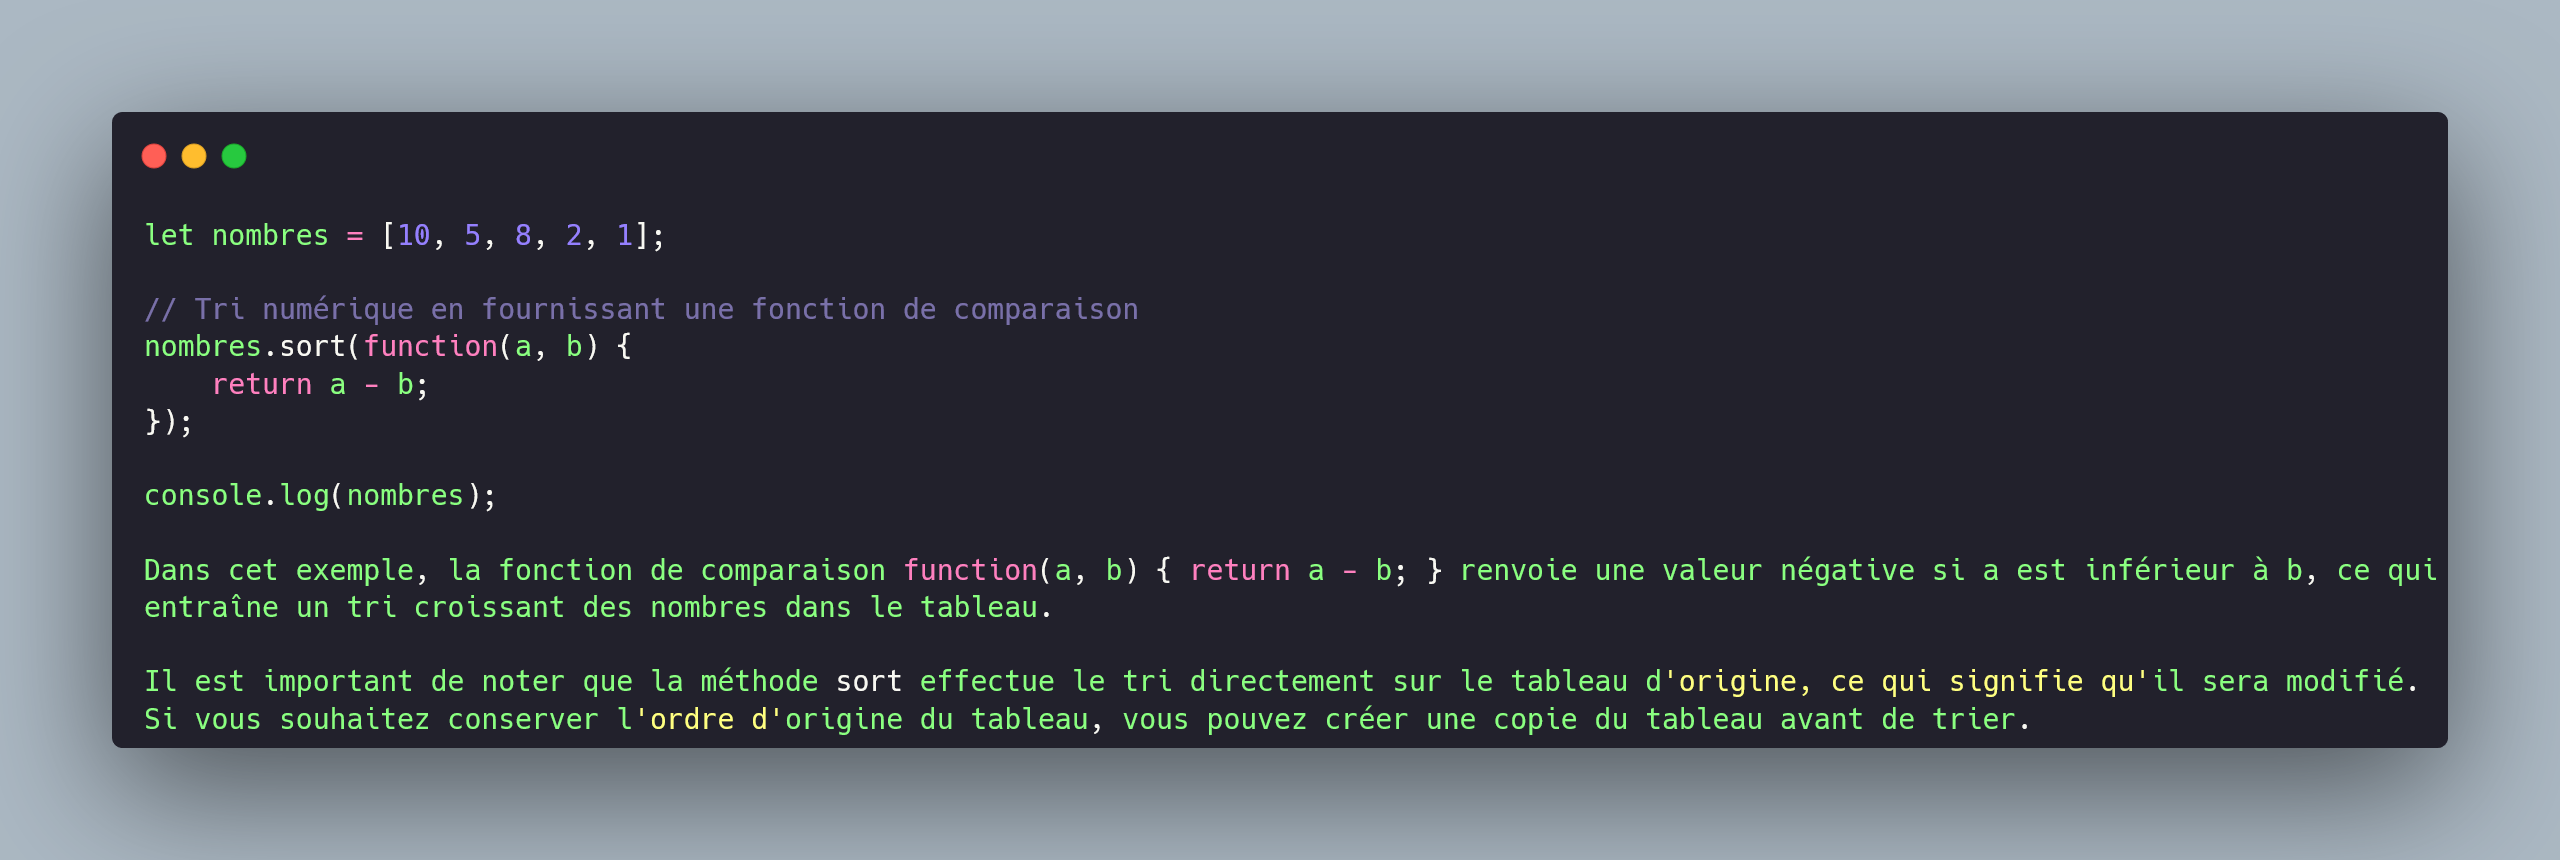 let nombres = [10, 5, 8, 2, 1];
// Tri numérique en fournissant une fonction de comparaison
nombres.sort(function(a, b) {
    return a - b;
});
console.log(nombres);
Dans cet exemple, la fonction de comparaison function(a, b) { return a - b; } renvoie une valeur négative si a est inférieur à b, ce qui
entraîne un tri croissant des nombres dans le tableau.
Il est important de noter que la méthode sort effectue le tri directement sur le tableau d'origine, ce qui signifie qu'il sera modifié.
Si vous souhaitez conserver l'ordre d'origine du tableau, vous pouvez créer une copie du tableau avant de trier.